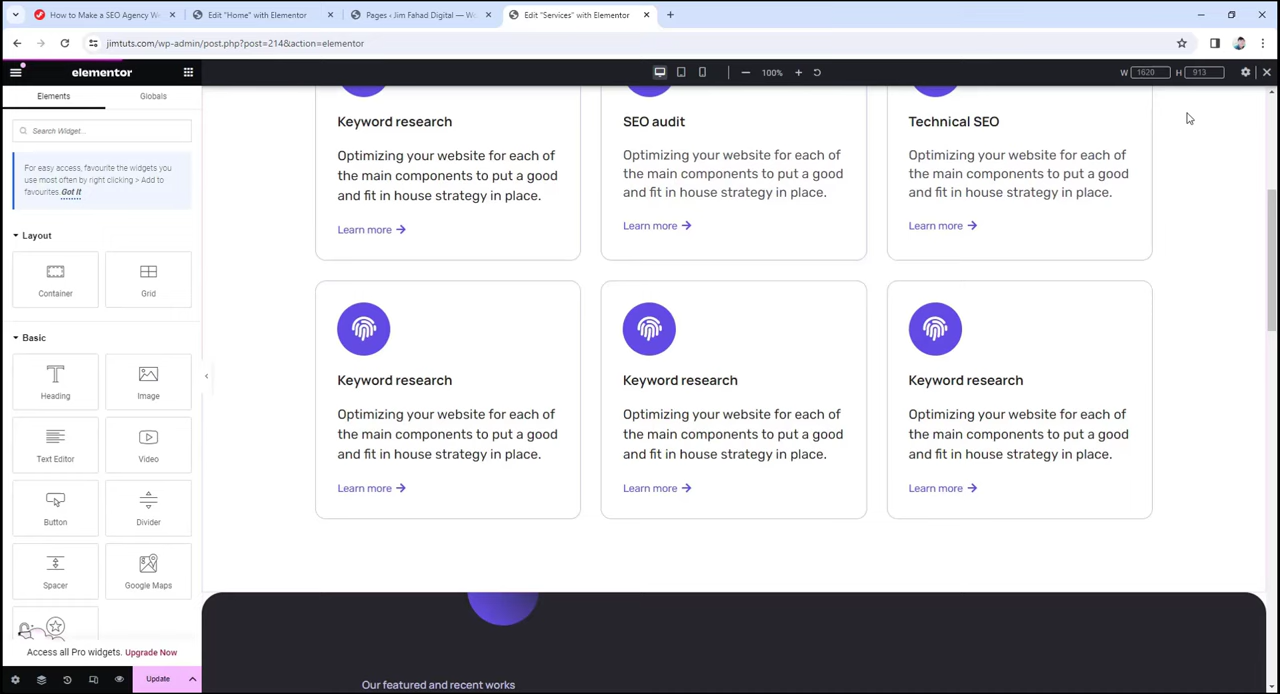 How to Make a SEO Agency We
Edit "Home" with Elementor
Pages ‹ Jim Fahad Digital — Wo
Edit "Services" with Elementor
jimtuts.com/wp-admin/post.php?post=214&action=elementor
elementor
100%
W 1620 H 913
Elements
Globals
Search Widget...
For easy access, favourite the widgets you
use most often by right clicking > Add to
favourites. Got It
Layout
Container
Grid
Basic
Heading
Image
Text Editor
Video
Button
Divider
Spacer
Google Maps
Access all Pro widgets. Upgrade Now
Update
Keyword research
Optimizing your website for each of
the main components to put a good
and fit in house strategy in place.
Learn more
SEO audit
Optimizing your website for each of
the main components to put a good
and fit in house strategy in place.
Learn more
Technical SEO
Optimizing your website for each of
the main components to put a good
and fit in house strategy in place.
Learn more
Keyword research
Optimizing your website for each of
the main components to put a good
and fit in house strategy in place.
Learn more
Keyword research
Optimizing your website for each of
the main components to put a good
and fit in house strategy in place.
Learn more
Keyword research
Optimizing your website for each of
the main components to put a good
and fit in house strategy in place.
Learn more
Our featured and recent works